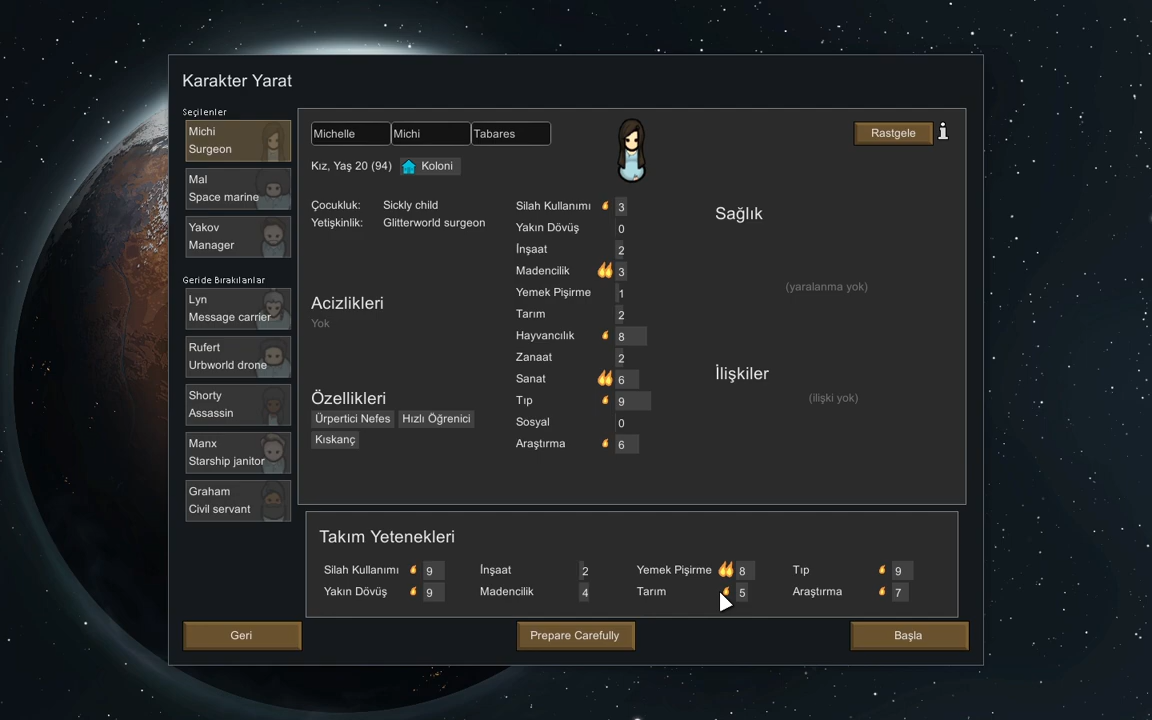 Karakter Yarat
Seçilenler
Michi
Surgeon
Mal
Space marine
Yakov
Manager
Geride Bırakılanlar
Lyn
Message carrier
Rufert
Urbworld drone
Shorty
Assassin
Manx
Starship janitor
Graham
Civil servant
Michelle Michi Tabares
Rastgele
Kız, Yaş 20 (94) Koloni
Çocukluk: Sickly child
Yetişkinlik: Glitterworld surgeon
Acizlikleri
Yok
Özellikleri
Ürpertici Nefes Hızlı Öğrenici
Kıskanç
Silah Kullanımı 3
Yakın Dövüş 0
İnşaat 2
Madencilik 3
Yemek Pişirme 1
Tarım 2
Hayvancılık 8
Zanaat 2
Sanat 6
Tıp 9
Sosyal 0
Araştırma 6
Sağlık
(yaralanma yok)
İlişkiler
(ilişki yok)
Takım Yetenekleri
Silah Kullanımı 9 İnşaat 2 Yemek Pişirme 8 Tıp 9
Yakın Dövüş 9 Madencilik 4 Tarım 5 Araştırma 7
Geri Prepare Carefully Başla